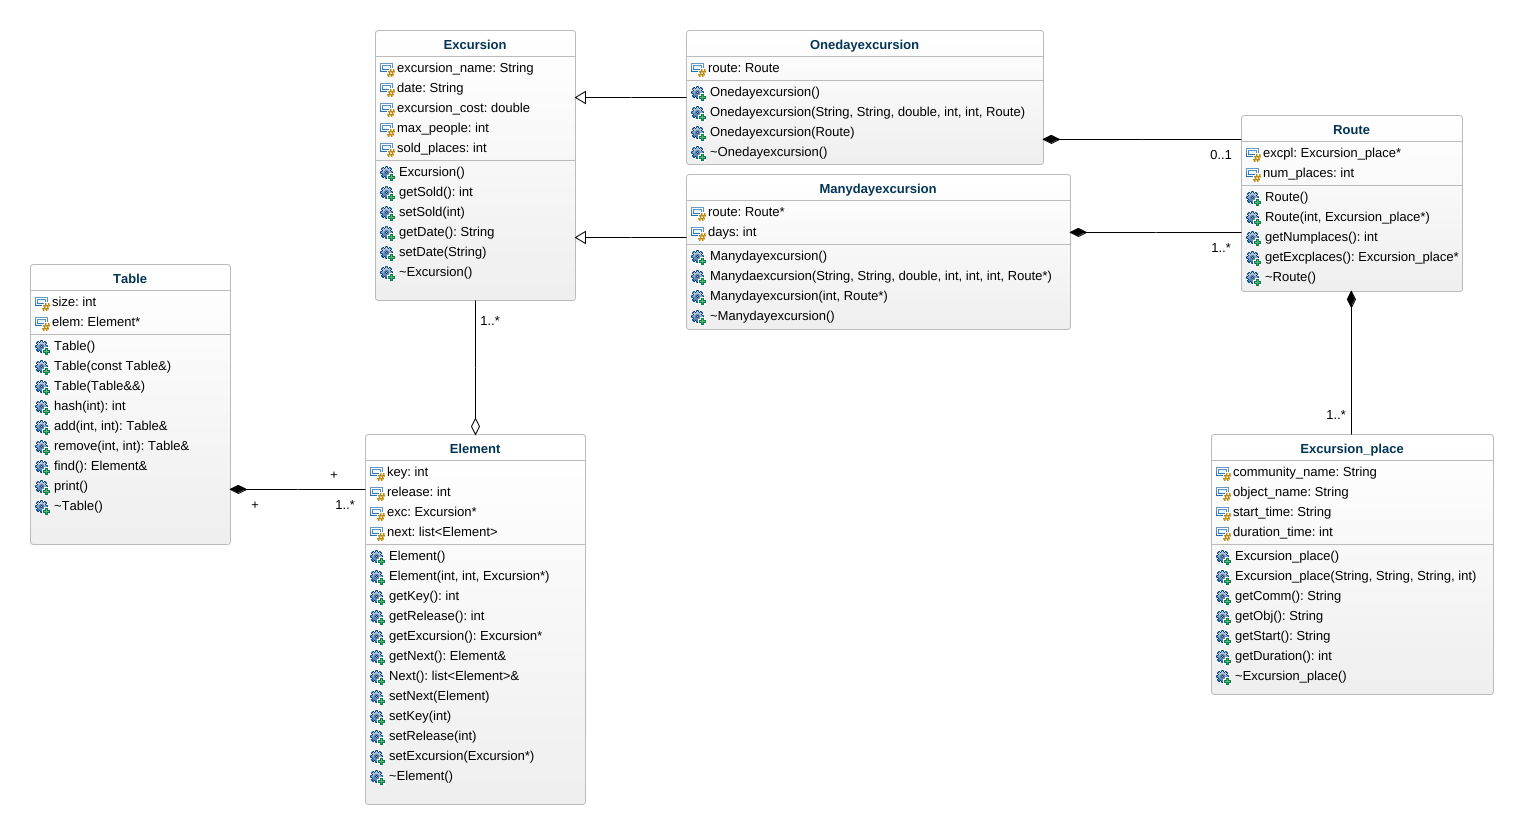 Excursion
excursion_name: String
date: String
excursion_cost: double
max_people: int
sold_places: int
Excursion()
getSold(): int
setSold(int)
getDate(): String
setDate(String)
~Excursion()
1..*
Onedayexcursion
route: Route
Onedayexcursion()
Onedayexcursion(String, String, double, int, int, Route)
Onedayexcursion(Route)
~Onedayexcursion()
0..1
Manydayexcursion
route: Route*
days: int
Manydayexcursion()
Manydaexcursion(String, String, double, int, int, int, Route*)
Manydayexcursion(int, Route*)
~Manydayexcursion()
1..*
Route
excpl: Excursion_place*
num_places: int
Route()
Route(int, Excursion_place*)
getNumplaces(): int
getExcplaces(): Excursion_place*
~Route()
1..*
Table
size: int
elem: Element*
Table()
Table(const Table&)
Table(Table&&)
hash(int): int
add(int, int): Table&
remove(int, int): Table&
find(): Element&
print()
~Table()
+
+
1..*
Element
key: int
release: int
exc: Excursion*
next: list<Element>
Element()
Element(int, int, Excursion*)
getKey(): int
getRelease(): int
getExcursion(): Excursion*
getNext(): Element&
Next(): list<Element>&
setNext(Element)
setKey(int)
setRelease(int)
setExcursion(Excursion*)
~Element()
Excursion_place
community_name: String
object_name: String
start_time: String
duration_time: int
Excursion_place()
Excursion_place(String, String, String, int)
getComm(): String
getObj(): String
getStart(): String
getDuration(): int
~Excursion_place()